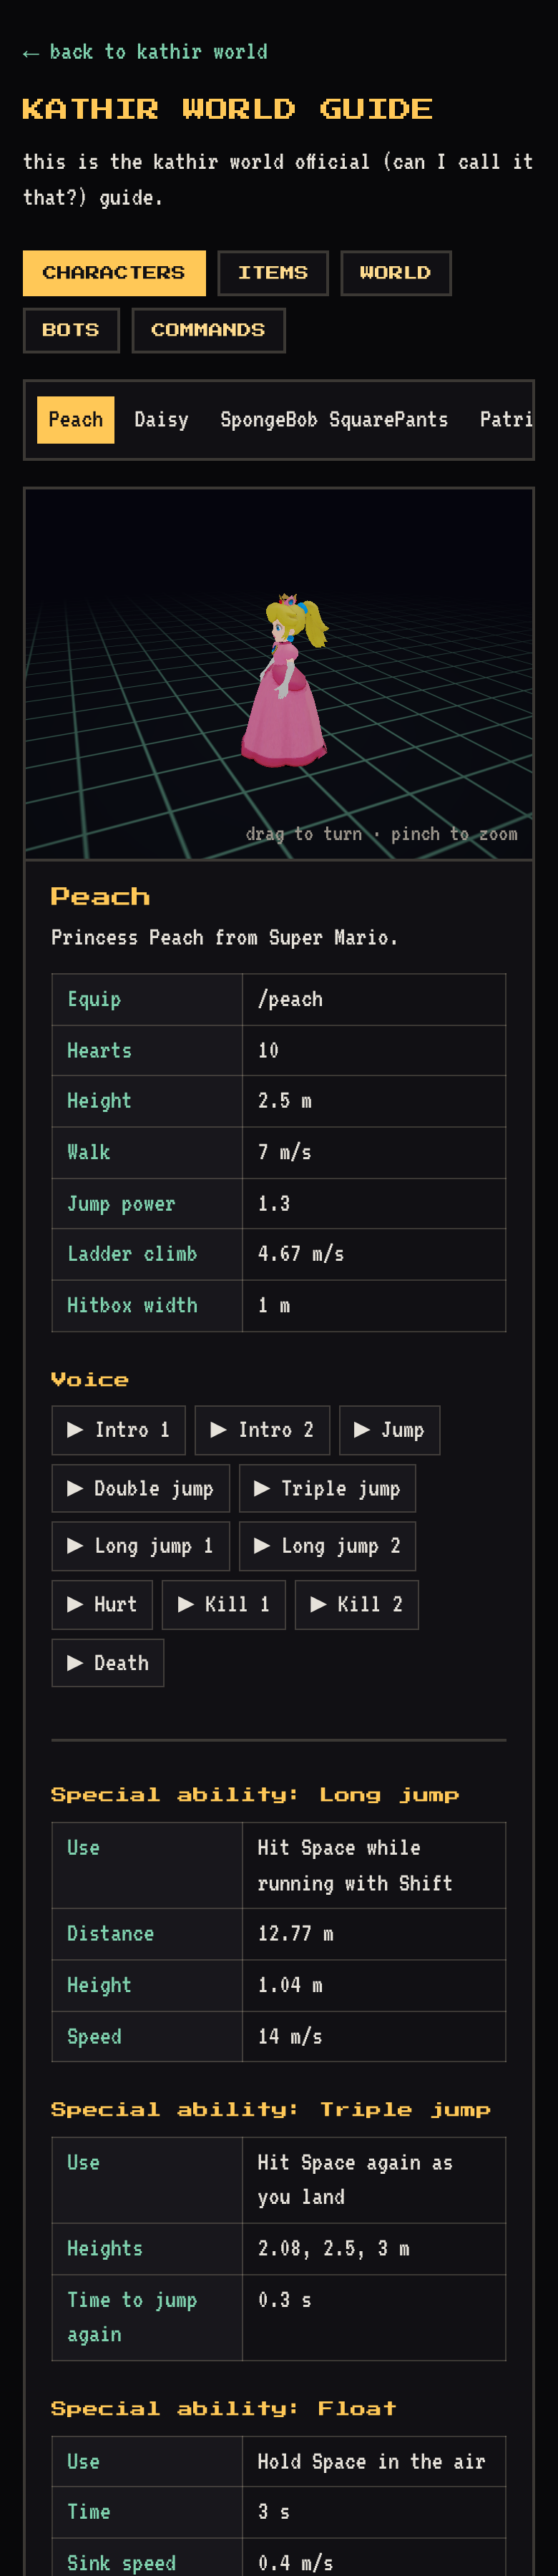 ← back to kathir world
KATHIR WORLD GUIDE
this is the kathir world official (can I call it
that?) guide.
CHARACTERS ITEMS WORLD
BOTS COMMANDS
Peach Daisy SpongeBob SquarePants Patri
drag to turn · pinch to zoom
Peach
Princess Peach from Super Mario.
Equip /peach
Hearts 10
Height 2.5 m
Walk 7 m/s
Jump power 1.3
Ladder climb 4.67 m/s
Hitbox width 1 m
Voice
▶ Intro 1 ▶ Intro 2 ▶ Jump
▶ Double jump ▶ Triple jump
▶ Long jump 1 ▶ Long jump 2
▶ Hurt ▶ Kill 1 ▶ Kill 2
▶ Death
Special ability: Long jump
Use Hit Space while
running with Shift
Distance 12.77 m
Height 1.04 m
Speed 14 m/s
Special ability: Triple jump
Use Hit Space again as
you land
Heights 2.08, 2.5, 3 m
Time to jump 0.3 s
again
Special ability: Float
Use Hold Space in the air
Time 3 s
Sink speed 0.4 m/s